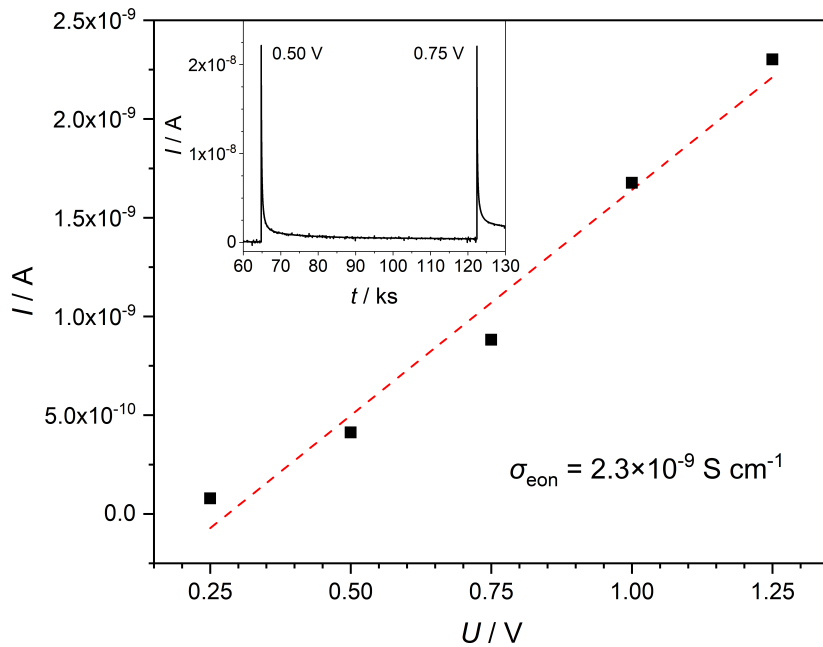 2.5x10⁻⁹
2.0x10⁻⁹
1.5x10⁻⁹
1.0x10⁻⁹
5.0x10⁻¹⁰
0.0
I / A
0.25 0.50 0.75 1.00 1.25
U / V
0.50 V 0.75 V
2x10⁻⁸
1x10⁻⁸
0
I / A
60 70 80 90 100 110 120 130
t / ks
σeon = 2.3×10⁻⁹ S cm⁻¹